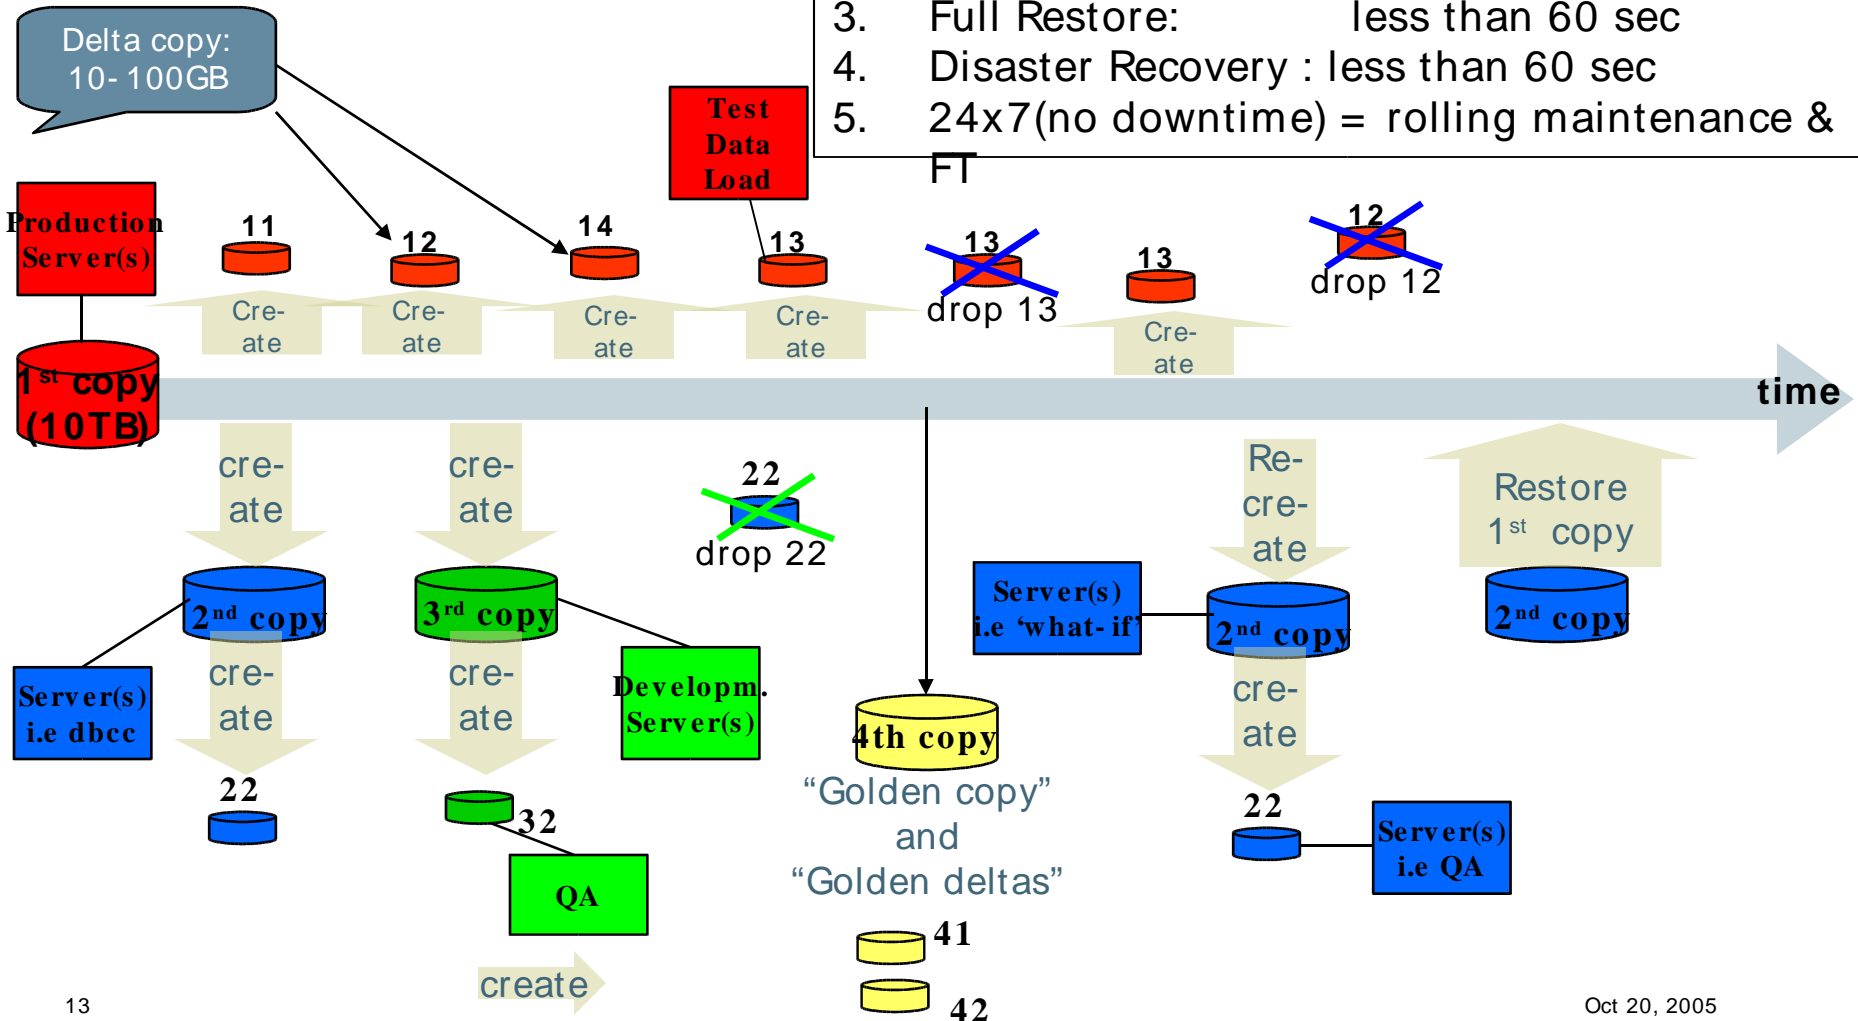 3. Full Restore: less than 60 sec
4. Disaster Recovery : less than 60 sec
5. 24x7(no downtime) = rolling maintenance &
FT
Delta copy:
10-100GB
Test
Data
Load
Production
Server(s)
11
12
14
13
13
drop 13
13
12
drop 12
Cre-
ate
Cre-
ate
Cre-
ate
Cre-
ate
Cre-
ate
1st copy
(10TB)
time
cre-
ate
cre-
ate
22
drop 22
Re-
cre-
ate
Restore
1st copy
2nd copy
3rd copy
Server(s)
i.e 'what-if'
2nd copy
2nd copy
Server(s)
i.e dbcc
cre-
ate
cre-
ate
Developm.
Server(s)
4th copy
cre-
ate
22
32
QA
create
“Golden copy”
and
“Golden deltas”
41
42
22
Server(s)
i.e QA
13
Oct 20, 2005